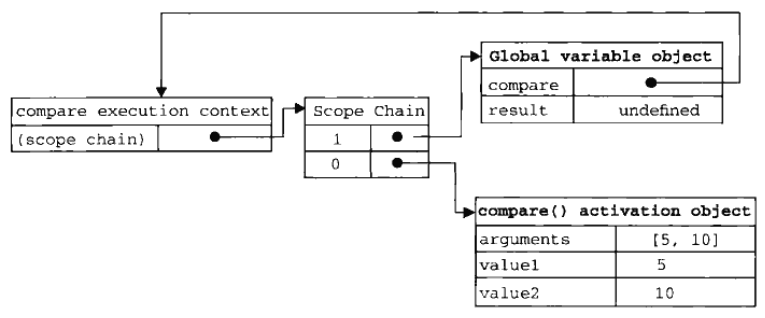 Global variable object
compare
result undefined
compare execution context
(scope chain)
Scope Chain
1
0
compare() activation object
arguments [5, 10]
value1 5
value2 10